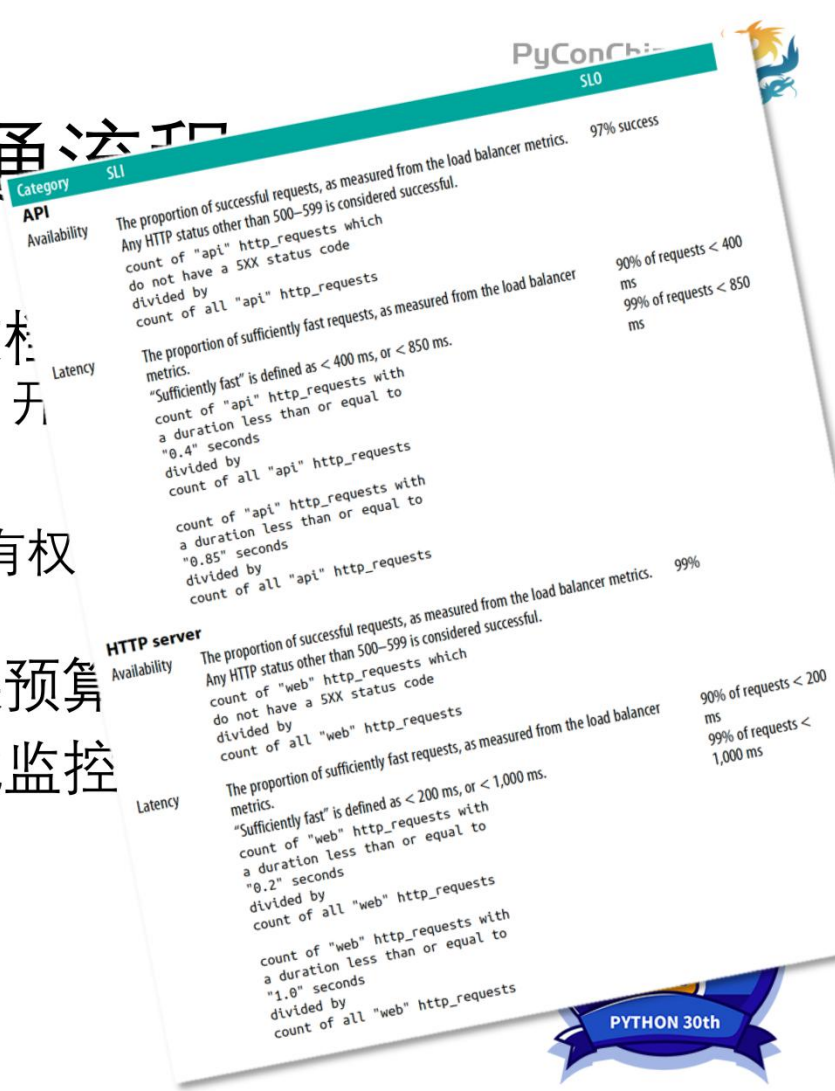 PyConChi
通流程
开
有权
预算
监控
Category SLI SLO
API
Availability The proportion of successful requests, as measured from the load balancer metrics. 97% success
Any HTTP status other than 500–599 is considered successful.
count of "api" http_requests which
do not have a 5XX status code
divided by
count of all "api" http_requests
Latency The proportion of sufficiently fast requests, as measured from the load balancer 90% of requests < 400
metrics. ms
“Sufficiently fast” is defined as < 400 ms, or < 850 ms. 99% of requests < 850
ms
count of "api" http_requests with
a duration less than or equal to
"0.4" seconds
divided by
count of all "api" http_requests
count of "api" http_requests with
a duration less than or equal to
"0.85" seconds
divided by
count of all "api" http_requests
HTTP server
Availability The proportion of successful requests, as measured from the load balancer metrics. 99%
Any HTTP status other than 500–599 is considered successful.
count of "web" http_requests which
do not have a 5XX status code
divided by
count of all "web" http_requests
Latency The proportion of sufficiently fast requests, as measured from the load balancer 90% of requests < 200
metrics. ms
“Sufficiently fast” is defined as < 200 ms, or < 1,000 ms. 99% of requests <
1,000 ms
count of "web" http_requests with
a duration less than or equal to
"0.2" seconds
divided by
count of all "web" http_requests
count of "web" http_requests with
a duration less than or equal to
"1.0" seconds
divided by
count of all "web" http_requests
PYTHON 30th